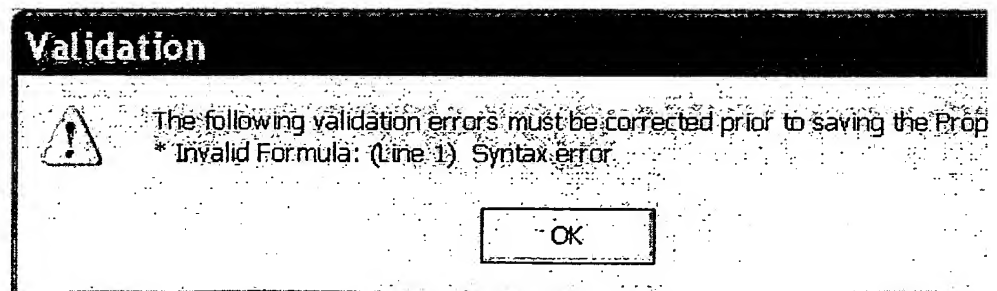 Validation
The following validation errors must be corrected prior to saving the Prop
* Invalid Formula: (Line 1) Syntax error.
OK